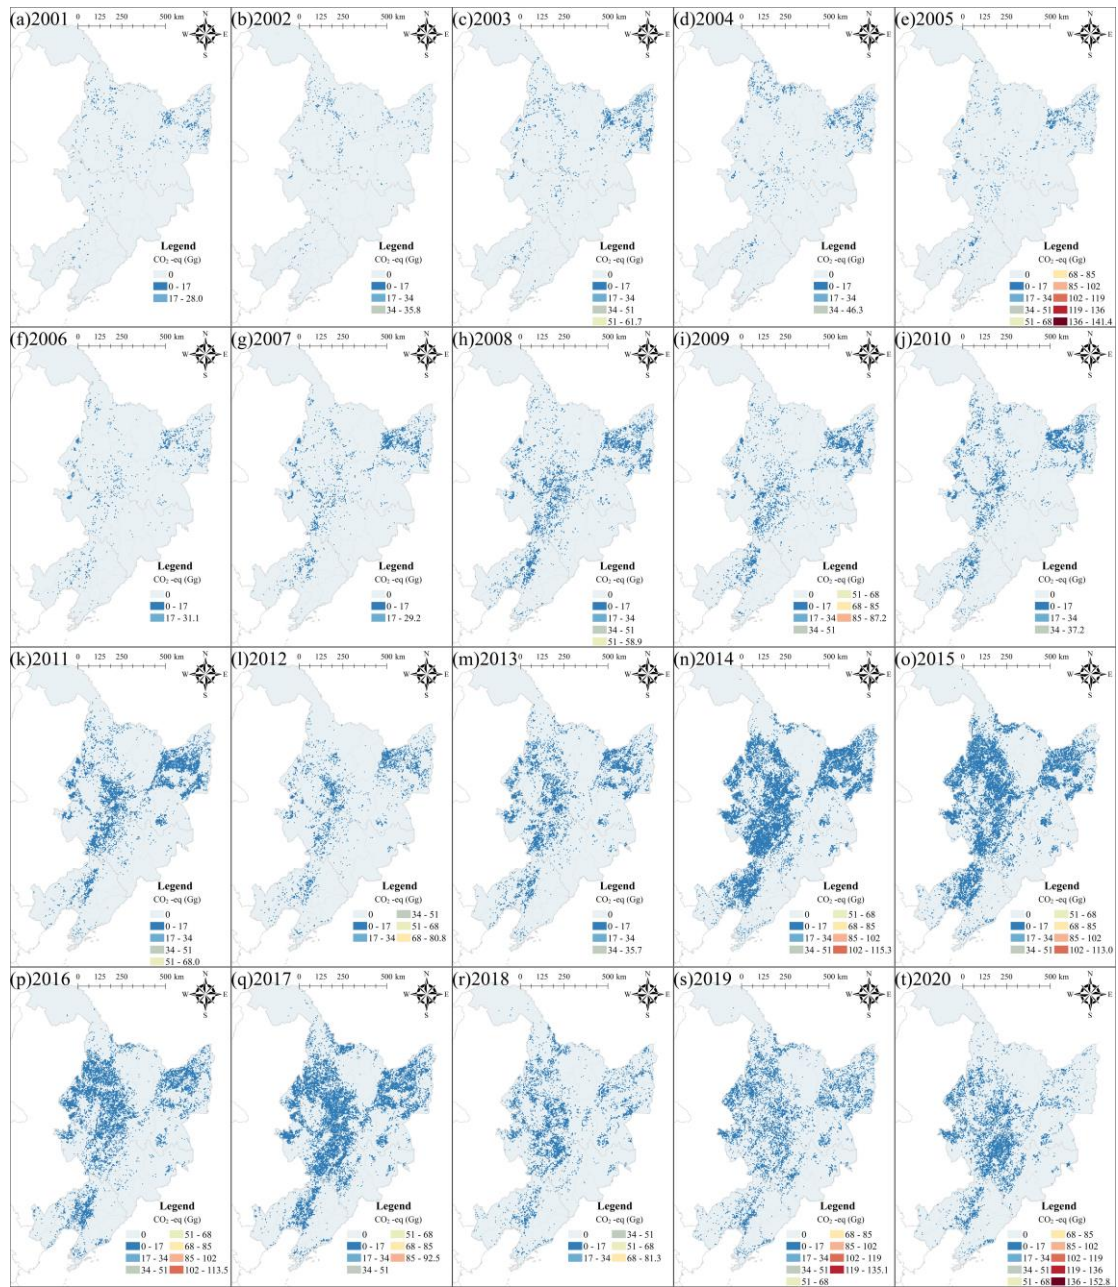 (a)2001
0 125 250 500 km
N
W E
S
Legend
CO₂ -eq (Gg)
0
0 - 17
17 - 28.0
(b)2002
0 125 250 500 km
N
W E
S
Legend
CO₂ -eq (Gg)
0
0 - 17
17 - 34
34 - 35.8
(c)2003
0 125 250 500 km
N
W E
S
Legend
CO₂ -eq (Gg)
0
0 - 17
17 - 34
34 - 51
51 - 61.7
(d)2004
0 125 250 500 km
N
W E
S
Legend
CO₂ -eq (Gg)
0
0 - 17
17 - 34
34 - 46.3
(e)2005
0 125 250 500 km
N
W E
S
Legend
CO₂ -eq (Gg)
0 68 - 85
0 - 17 85 - 102
17 - 34 102 - 119
34 - 51 119 - 136
51 - 68 136 - 141.4
(f)2006
0 125 250 500 km
N
W E
S
Legend
CO₂ -eq (Gg)
0
0 - 17
17 - 31.1
(g)2007
0 125 250 500 km
N
W E
S
Legend
CO₂ -eq (Gg)
0
0 - 17
17 - 29.2
(h)2008
0 125 250 500 km
N
W E
S
Legend
CO₂ -eq (Gg)
0
0 - 17
17 - 34
34 - 51
51 - 58.9
(i)2009
0 125 250 500 km
N
W E
S
Legend
CO₂ -eq (Gg)
0 51 - 68
0 - 17 68 - 85
17 - 34 85 - 87.2
34 - 51
(j)2010
0 125 250 500 km
N
W E
S
Legend
CO₂ -eq (Gg)
0
0 - 17
17 - 34
34 - 37.2
(k)2011
0 125 250 500 km
N
W E
S
Legend
CO₂ -eq (Gg)
0
0 - 17
17 - 34
34 - 51
51 - 68.0
(l)2012
0 125 250 500 km
N
W E
S
Legend
CO₂ -eq (Gg)
0 34 - 51
0 - 17 51 - 68
17 - 34 68 - 80.8
(m)2013
0 125 250 500 km
N
W E
S
Legend
CO₂ -eq (Gg)
0
0 - 17
17 - 34
34 - 35.7
(n)2014
0 125 250 500 km
N
W E
S
Legend
CO₂ -eq (Gg)
0 51 - 68
0 - 17 68 - 85
17 - 34 85 - 102
34 - 51 102 - 115.3
(o)2015
0 125 250 500 km
N
W E
S
Legend
CO₂ -eq (Gg)
0 51 - 68
0 - 17 68 - 85
17 - 34 85 - 102
34 - 51 102 - 113.0
(p)2016
0 125 250 500 km
N
W E
S
Legend
CO₂ -eq (Gg)
0 51 - 68
0 - 17 68 - 85
17 - 34 85 - 102
34 - 51 102 - 113.5
(q)2017
0 125 250 500 km
N
W E
S
Legend
CO₂ -eq (Gg)
0 51 - 68
0 - 17 68 - 85
17 - 34 85 - 92.5
34 - 51
(r)2018
0 125 250 500 km
N
W E
S
Legend
CO₂ -eq (Gg)
0 34 - 51
0 - 17 51 - 68
17 - 34 68 - 81.3
(s)2019
0 125 250 500 km
N
W E
S
Legend
CO₂ -eq (Gg)
0 68 - 85
0 - 17 85 - 102
17 - 34 102 - 119
34 - 51 119 - 135.1
51 - 68
(t)2020
0 125 250 500 km
N
W E
S
Legend
CO₂ -eq (Gg)
0 68 - 85
0 - 17 85 - 102
17 - 34 102 - 119
34 - 51 119 - 136
51 - 68 136 - 152.8